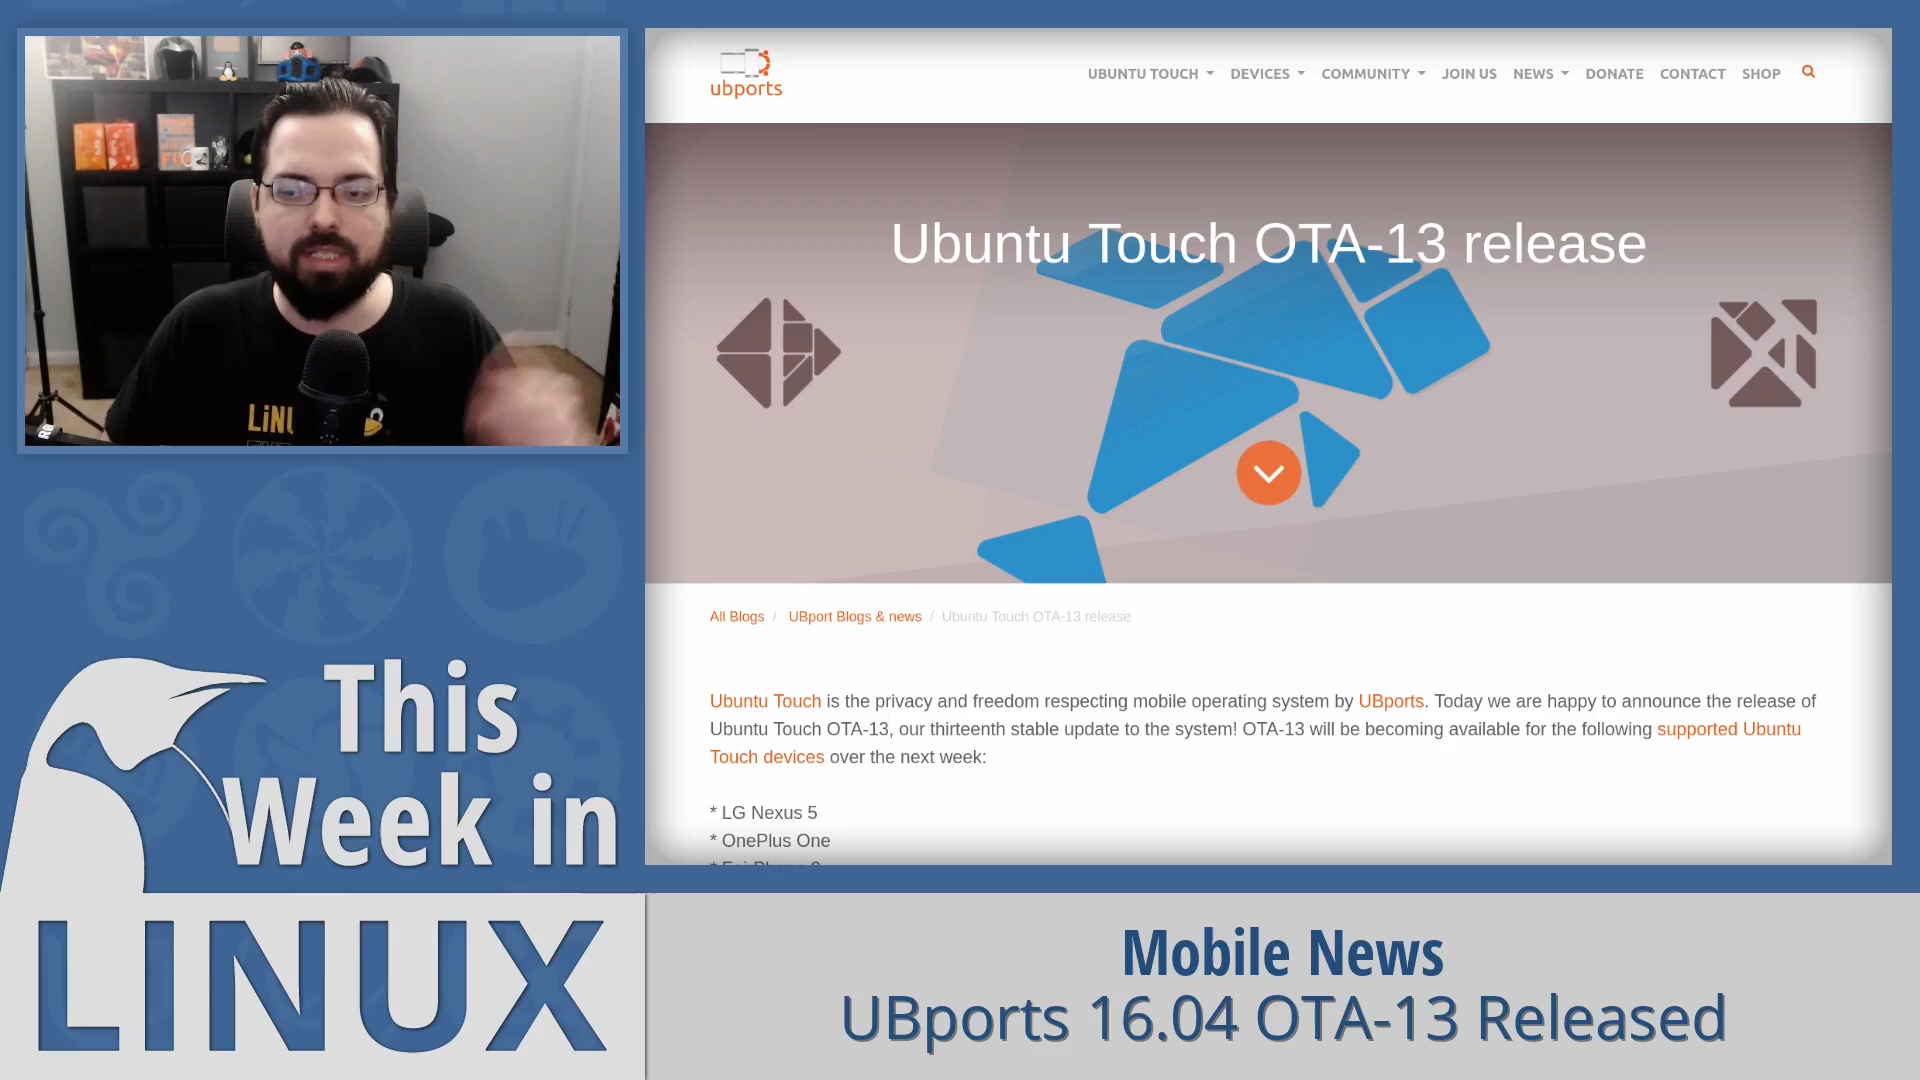 ubports
UBUNTU TOUCH DEVICES COMMUNITY JOIN US NEWS DONATE CONTACT SHOP
Ubuntu Touch OTA-13 release
All Blogs / UBport Blogs & news / Ubuntu Touch OTA-13 release
Ubuntu Touch is the privacy and freedom respecting mobile operating system by UBports. Today we are happy to announce the release of
Ubuntu Touch OTA-13, our thirteenth stable update to the system! OTA-13 will be becoming available for the following supported Ubuntu
Touch devices over the next week:
* LG Nexus 5
* OnePlus One
LiNU
This
Week in
LINUX
Mobile News
UBports 16.04 OTA-13 Released